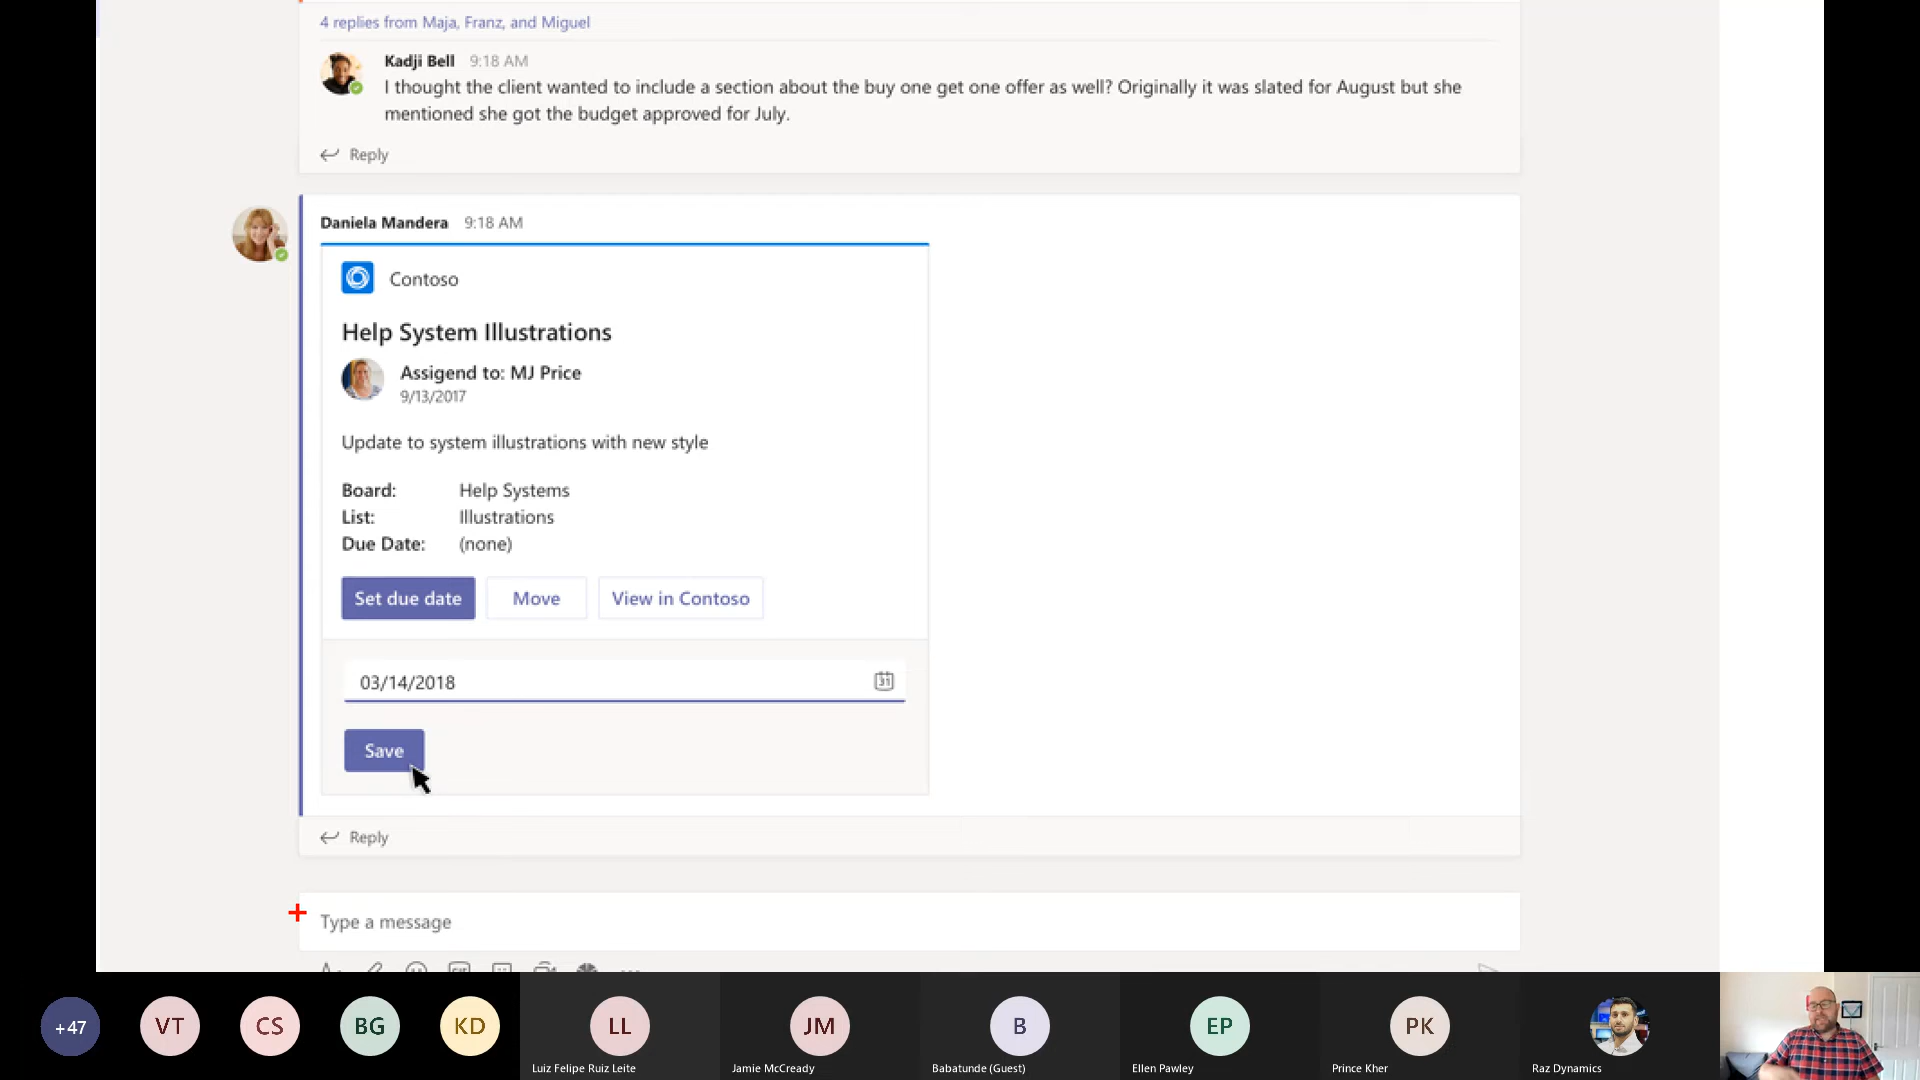 4 replies from Maja, Franz, and Miguel
Kadji Bell 9:18 AM
I thought the client wanted to include a section about the buy one get one offer as well? Originally it was slated for August but she
mentioned she got the budget approved for July.
Reply
Daniela Mandera 9:18 AM
Contoso
Help System Illustrations
Assigend to: MJ Price
9/13/2017
Update to system illustrations with new style
Board: Help Systems
List: Illustrations
Due Date: (none)
Set due date Move View in Contoso
03/14/2018 31
Save
Reply
Type a message
+47 VT CS BG KD LL JM B EP PK
Luiz Felipe Ruiz Leite Jamie McCready Babatunde (Guest) Ellen Pawley Prince Kher Raz Dynamics